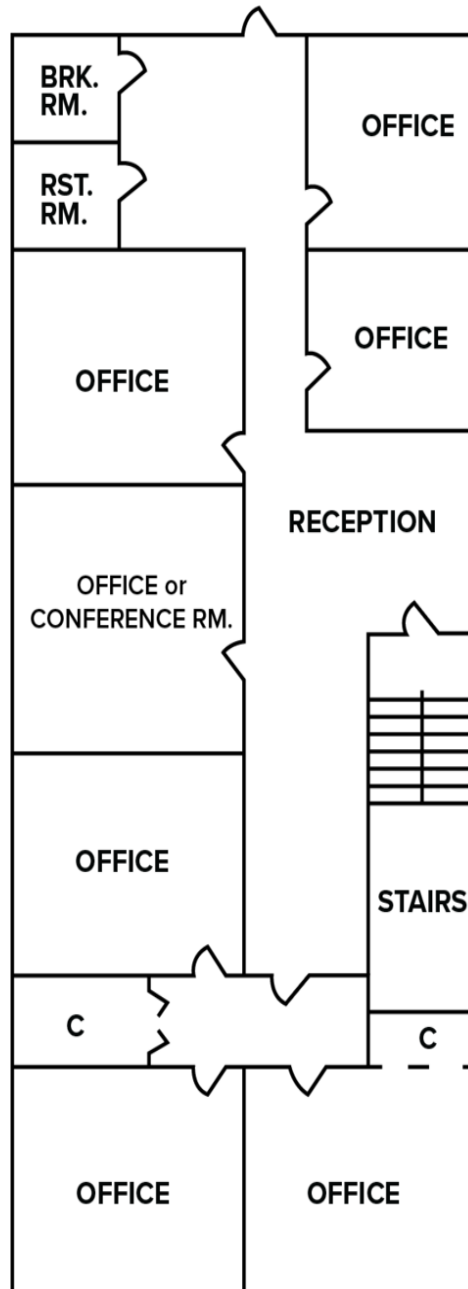 BRK.
RM.
OFFICE
RST.
RM.
OFFICE
OFFICE
RECEPTION
OFFICE or
CONFERENCE RM.
OFFICE
STAIRS
C
C
OFFICE
OFFICE